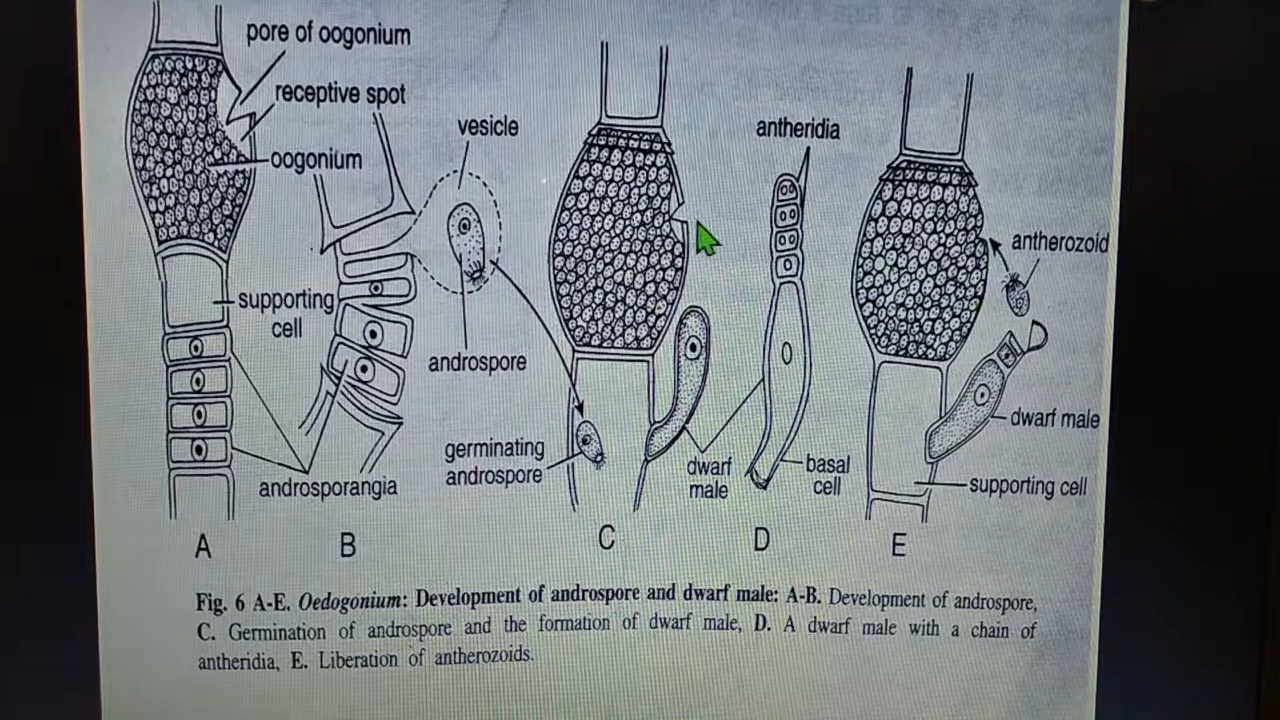 pore of oogonium
receptive spot
oogonium
vesicle
antheridia
antherozoid
supporting
cell
androspore
germinating
androspore
androsporangia
dwarf
male
basal
cell
dwarf male
supporting cell
A
B
C
D
E
Fig. 6 A-E. Oedogonium: Development of androspore and dwarf male: A-B. Development of androspore,
C. Germination of androspore and the formation of dwarf male, D. A dwarf male with a chain of
antheridia, E. Liberation of antherozoids.